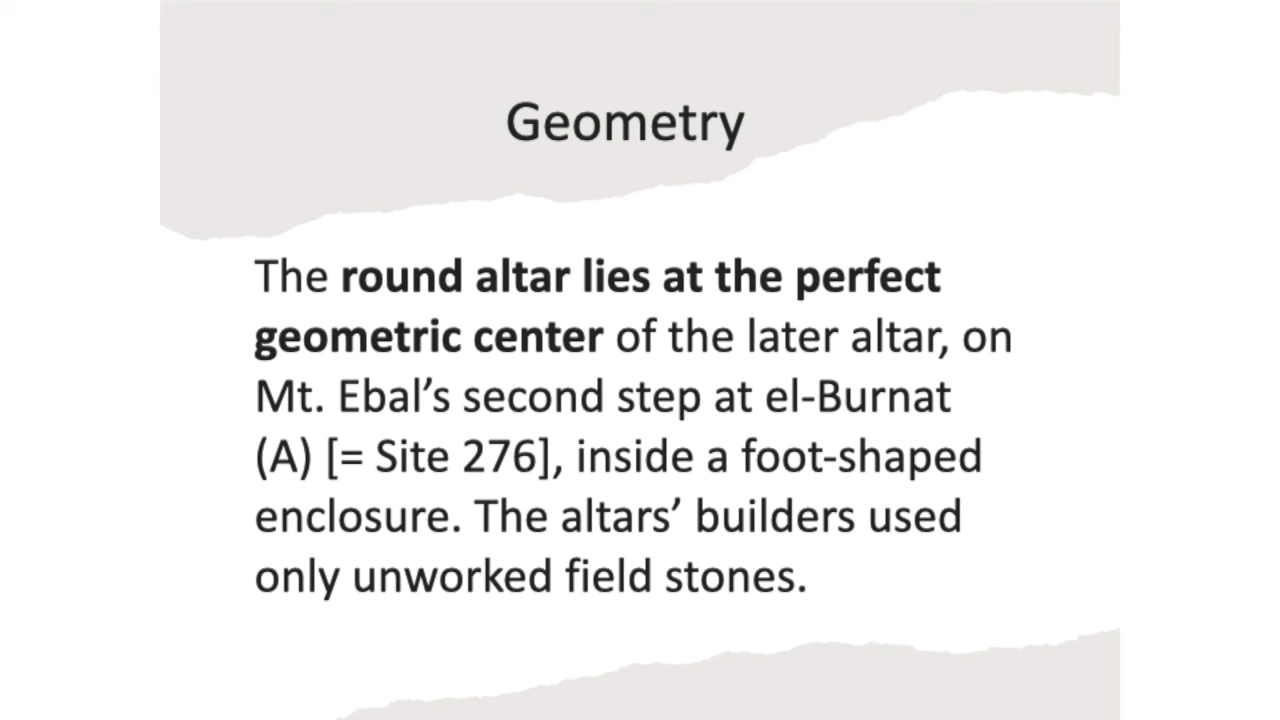 Geometry
The round altar lies at the perfect
geometric center of the later altar, on
Mt. Ebal’s second step at el-Burnat
(A) [= Site 276], inside a foot-shaped
enclosure. The altars’ builders used
only unworked field stones.